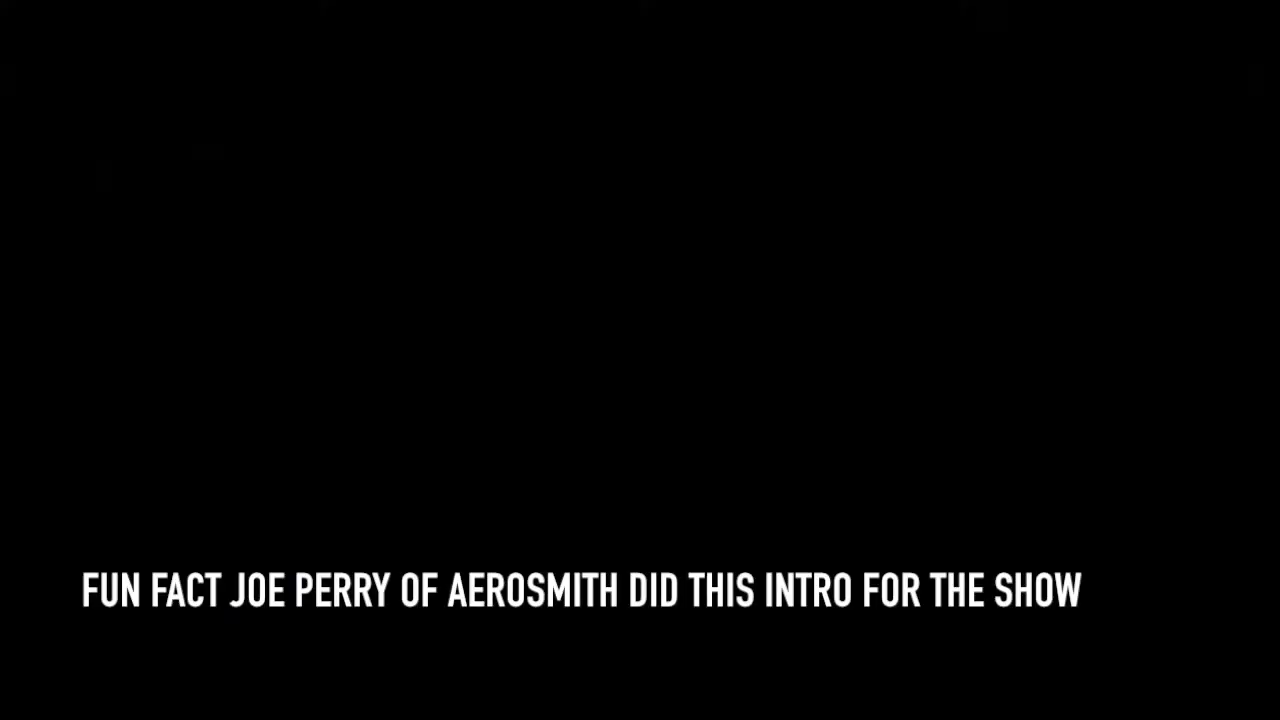 FUN FACT JOE PERRY OF AEROSMITH DID THIS INTRO FOR THE SHOW